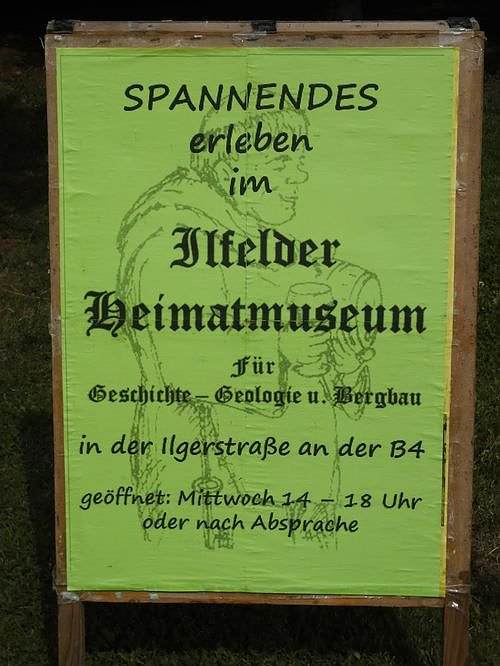 SPANNENDES
erleben
im
Ilfelder
Heimatmuseum
Für
Geschichte – Geologie u. Bergbau
in der Ilgerstraße an der B4
geöffnet: Mittwoch 14 – 18 Uhr
oder nach Absprache